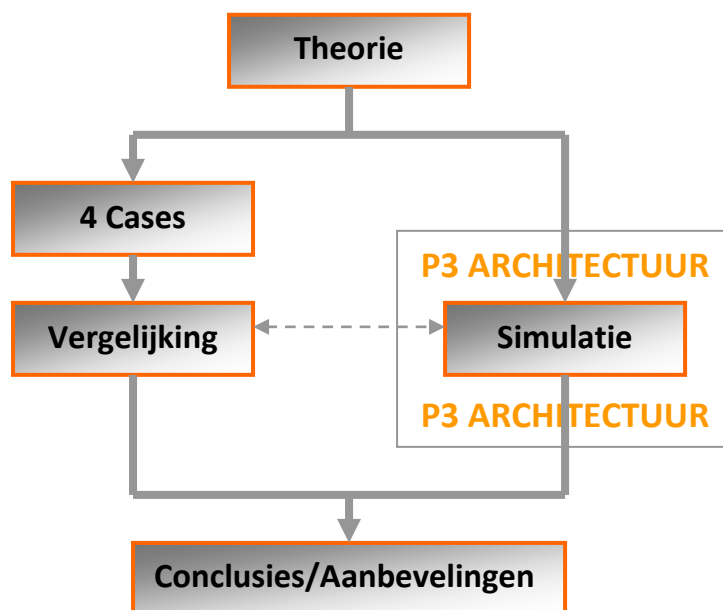 Theorie
4 Cases
P3 ARCHITECTUUR
Vergelijking
Simulatie
P3 ARCHITECTUUR
Conclusies/Aanbevelingen